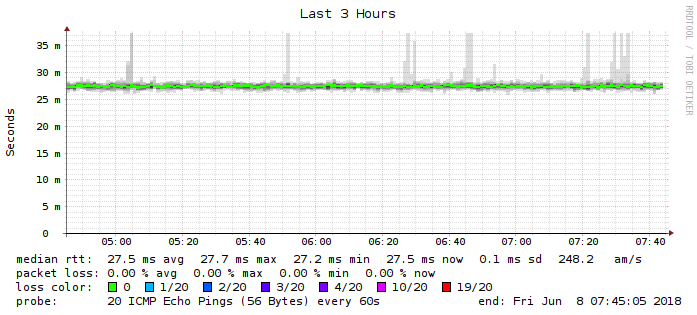 Last 3 Hours
RRDTOOL / TOBI OETIKER
Seconds
35 m
30 m
25 m
20 m
15 m
10 m
5 m
0
05:00 05:20 05:40 06:00 06:20 06:40 07:00 07:20 07:40
median rtt: 27.5 ms avg 27.7 ms max 27.2 ms min 27.5 ms now 0.1 ms sd 248.2 am/s
packet loss: 0.00 % avg 0.00 % max 0.00 % min 0.00 % now
loss color: 0 1/20 2/20 3/20 4/20 10/20 19/20
probe: 20 ICMP Echo Pings (56 Bytes) every 60s end: Fri Jun 8 07:45:05 2018